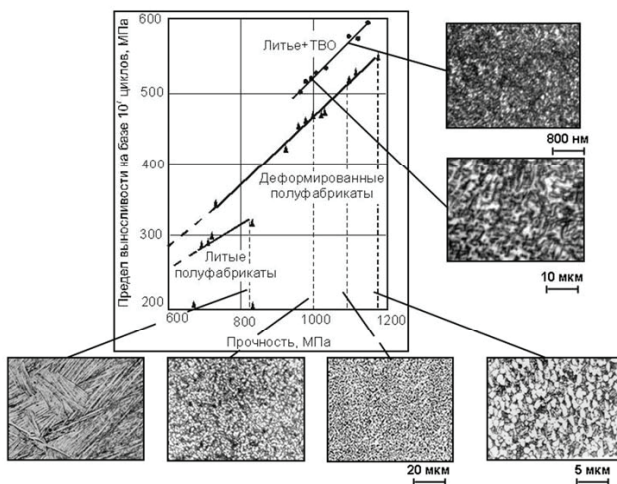 Предел выносливости на базе 10⁷ циклов, МПа
600
500
400
300
200
Литье+ТВО
Деформированные
полуфабрикаты
Литые
полуфабрикаты
600
800
1000
1200
Прочность, МПа
800 нм
10 мкм
20 мкм
5 мкм